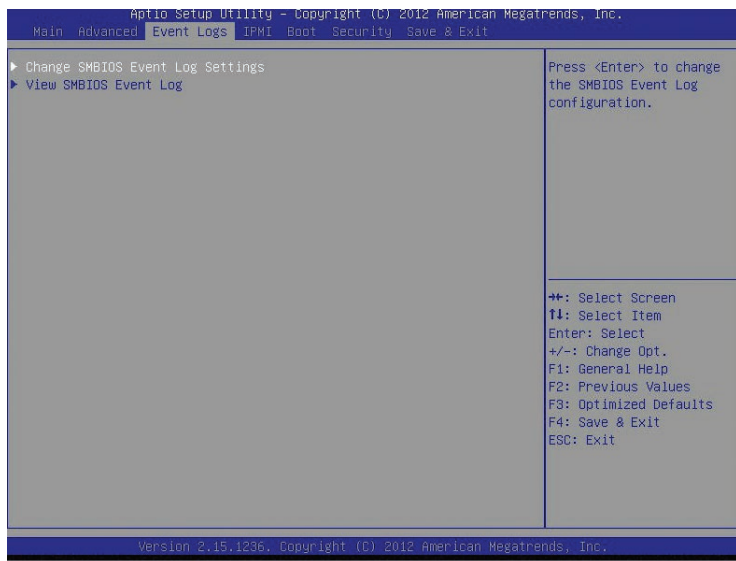 Aptio Setup Utility - Copyright (C) 2012 American Megatrends, Inc.
Main Advanced Event Logs IPMI Boot Security Save & Exit
▶ Change SMBIOS Event Log Settings
▶ View SMBIOS Event Log
Press <Enter> to change
the SMBIOS Event Log
configuration.
→←: Select Screen
↑↓: Select Item
Enter: Select
+/-: Change Opt.
F1: General Help
F2: Previous Values
F3: Optimized Defaults
F4: Save & Exit
ESC: Exit
Version 2.15.1236. Copyright (C) 2012 American Megatrends, Inc.